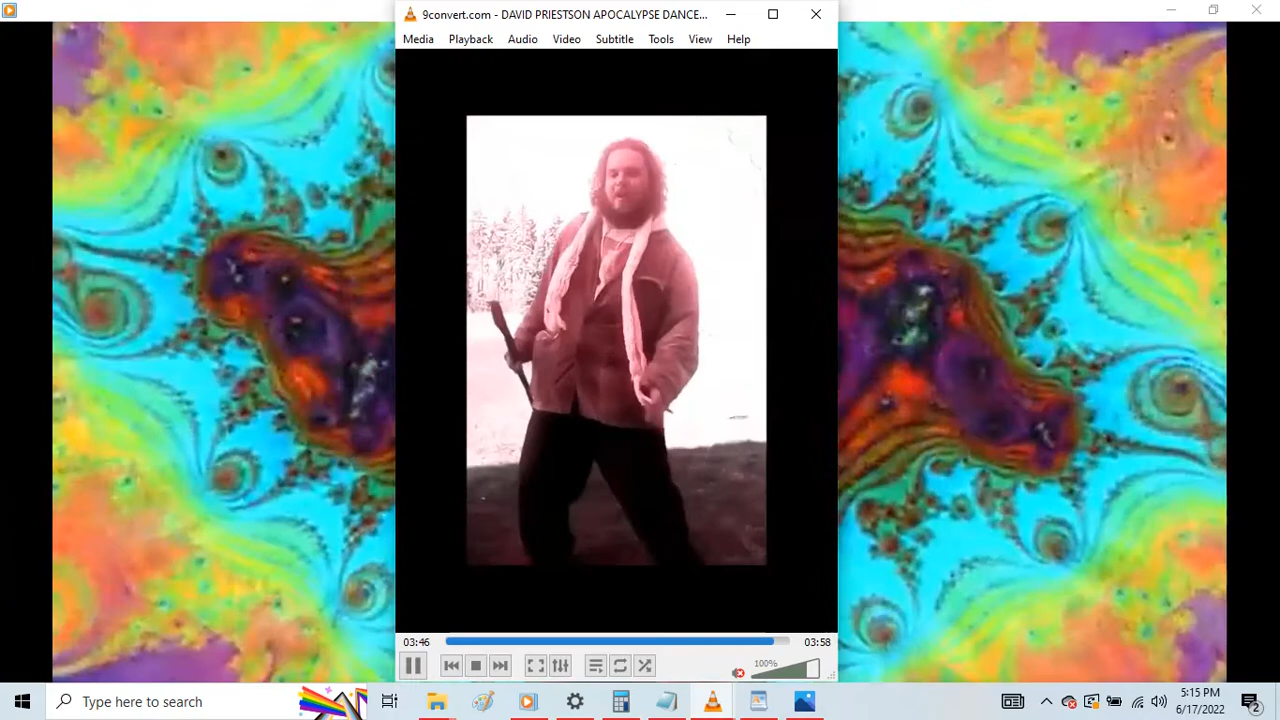 9convert.com - DAVID PRIESTSON APOCALYPSE DANCE...
Media Playback Audio Video Subtitle Tools View Help
03:46 03:58
100%
Type here to search
5:15 PM
6/17/2022
2